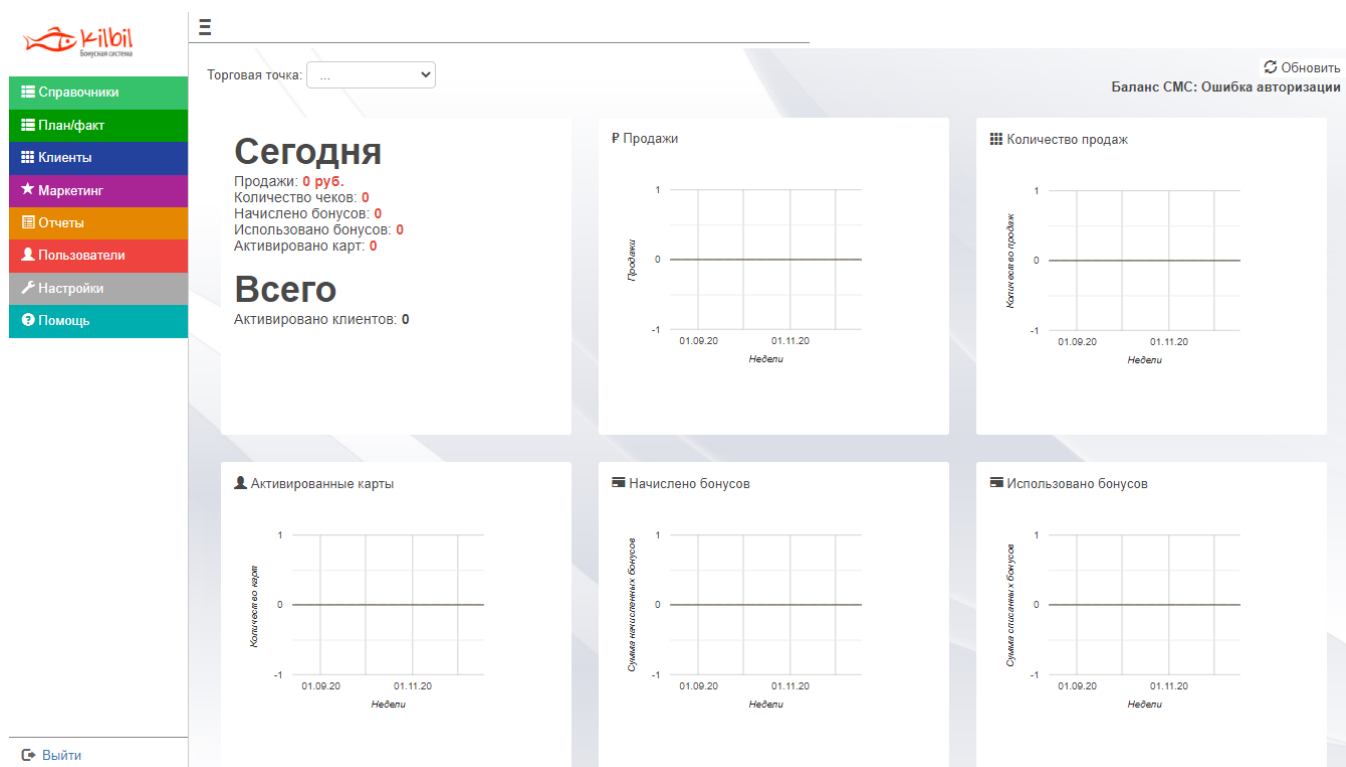 kilbil
Бонусная система
Справочники
План/факт
Клиенты
Маркетинг
Отчеты
Пользователи
Настройки
Помощь
Выйти
Торговая точка: ...
Обновить
Баланс СМС: Ошибка авторизации
Сегодня
Продажи: 0 руб.
Количество чеков: 0
Начислено бонусов: 0
Использовано бонусов: 0
Активировано карт: 0
Всего
Активировано клиентов: 0
₽ Продажи
Продажи
1
0
-1
01.09.20 01.11.20
Недели
Количество продаж
Количество продаж
1
0
-1
01.09.20 01.11.20
Недели
Активированные карты
Количество карт
1
0
-1
01.09.20 01.11.20
Недели
Начислено бонусов
Сумма начисленных бонусов
1
0
-1
01.09.20 01.11.20
Недели
Использовано бонусов
Сумма списанных бонусов
1
0
-1
01.09.20 01.11.20
Недели